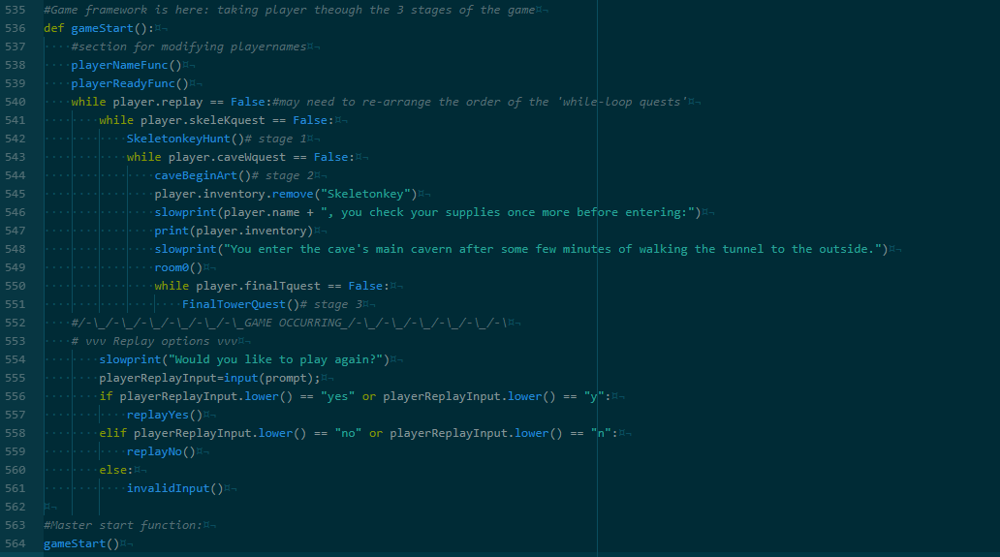 535 #Game framework is here: taking player theough the 3 stages of the game
536 def gameStart():
537 #section for modifying playernames
538 playerNameFunc()
539 playerReadyFunc()
540 while player.replay == False:#may need to re-arrange the order of the 'while-loop quests'
541 while player.skeleKquest == False:
542 SkeletonkeyHunt()# stage 1
543 while player.caveWquest == False:
544 caveBeginArt()# stage 2
545 player.inventory.remove("Skeletonkey")
546 slowprint(player.name + ", you check your supplies once more before entering:")
547 print(player.inventory)
548 slowprint("You enter the cave's main cavern after some few minutes of walking the tunnel to the outside.")
549 room0()
550 while player.finalTquest == False:
551 FinalTowerQuest()# stage 3
552 #/-\_/-\_/-\_/-\_/-\_/-\_GAME OCCURRING_/-\_/-\_/-\_/-\_/-\_/-\
553 # vvv Replay options vvv
554 slowprint("Would you like to play again?")
555 playerReplayInput=input(prompt);
556 if playerReplayInput.lower() == "yes" or playerReplayInput.lower() == "y":
557 replayYes()
558 elif playerReplayInput.lower() == "no" or playerReplayInput.lower() == "n":
559 replayNo()
560 else:
561 invalidInput()
562
563 #Master start function:
564 gameStart()